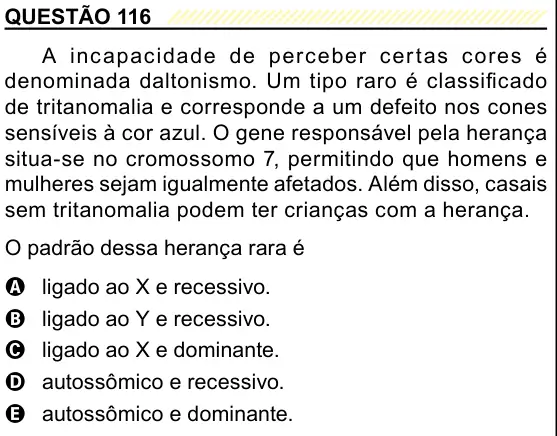 QUESTÃO 116
A incapacidade de perceber certas cores é
denominada daltonismo. Um tipo raro é classificado
de tritanomalia e corresponde a um defeito nos cones
sensíveis à cor azul. O gene responsável pela herança
situa-se no cromossomo 7, permitindo que homens e
mulheres sejam igualmente afetados. Além disso, casais
sem tritanomalia podem ter crianças com a herança.
O padrão dessa herança rara é
A ligado ao X e recessivo.
B ligado ao Y e recessivo.
C ligado ao X e dominante.
D autossômico e recessivo.
E autossômico e dominante.